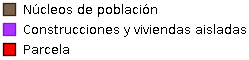 Núcleos de población
Construcciones y viviendas aisladas
Parcela